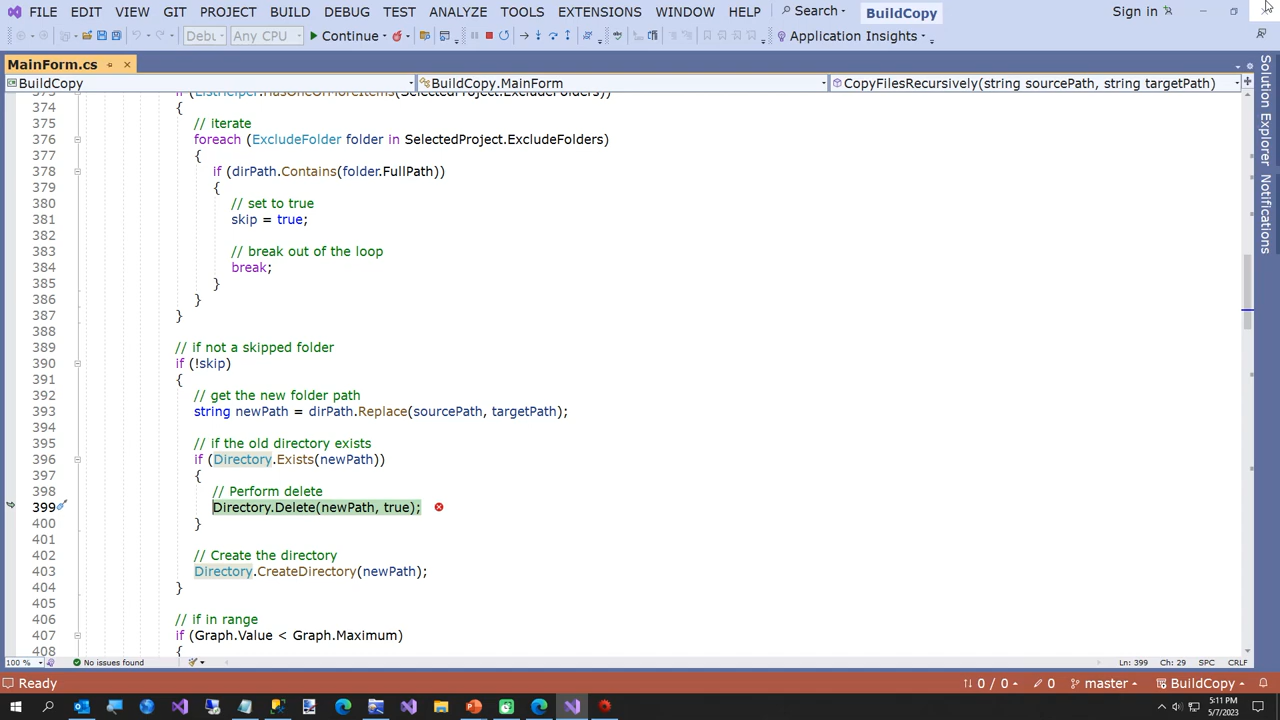 FILE EDIT VIEW GIT PROJECT BUILD DEBUG TEST ANALYZE TOOLS EXTENSIONS WINDOW HELP Search BuildCopy Sign in
Debu Any CPU Continue Application Insights
MainForm.cs
BuildCopy BuildCopy.MainForm CopyFilesRecursively(string sourcePath, string targetPath)
373 if (ListHelper.HasOneOrMoreItems(SelectedProject.ExcludeFolders))
374 {
375 // iterate
376 foreach (ExcludeFolder folder in SelectedProject.ExcludeFolders)
377 {
378 if (dirPath.Contains(folder.FullPath))
379 {
380 // set to true
381 skip = true;
382
383 // break out of the loop
384 break;
385 }
386 }
387 }
388
389 // if not a skipped folder
390 if (!skip)
391 {
392 // get the new folder path
393 string newPath = dirPath.Replace(sourcePath, targetPath);
394
395 // if the old directory exists
396 if (Directory.Exists(newPath))
397 {
398 // Perform delete
399 Directory.Delete(newPath, true);
400 }
401
402 // Create the directory
403 Directory.CreateDirectory(newPath);
404 }
405
406 // if in range
407 if (Graph.Value < Graph.Maximum)
408 {
Solution Explorer
Notifications
100 % No issues found Ln: 399 Ch: 29 SPC CRLF
Ready 0 / 0 0 master BuildCopy
5:11 PM
5/7/2023